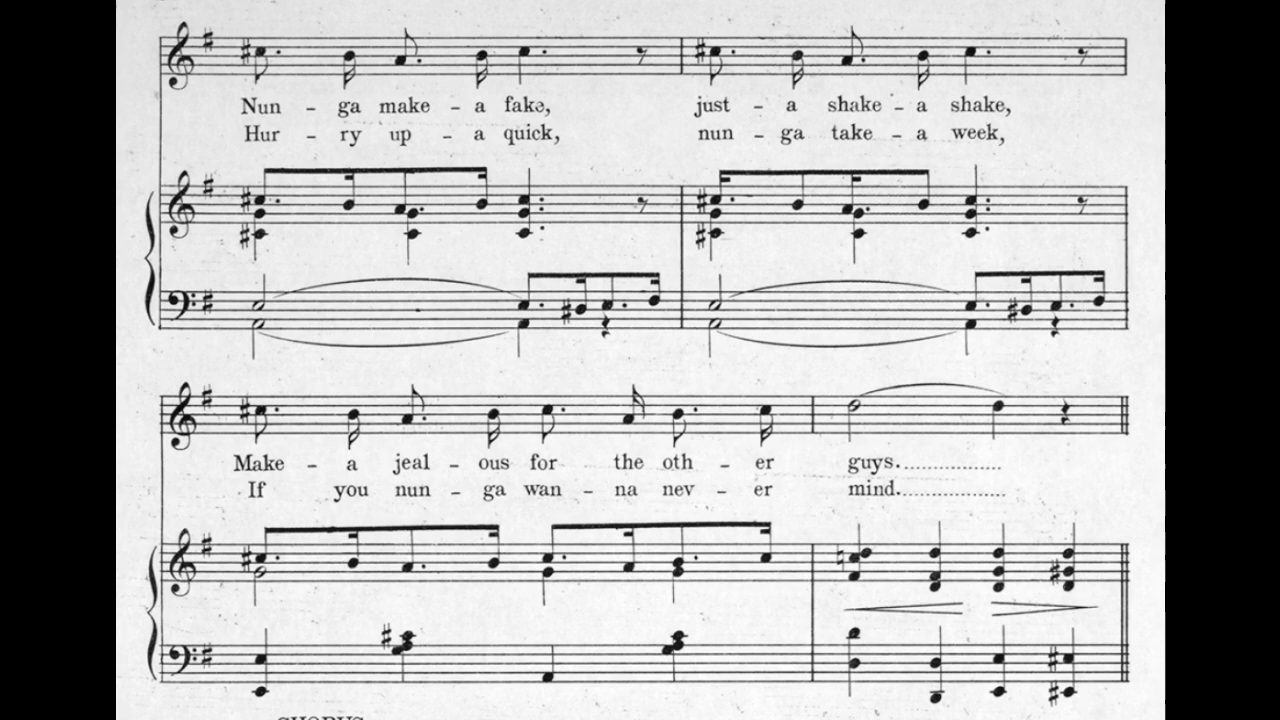 Nun - ga make - a fake, just - a shake - a shake,
Hur - ry up - a quick, nun - ga take - a week,
Make - a jeal - ous for the oth - er guys.....................
If you nun - ga wan - na nev - er mind.....................
CHORUS